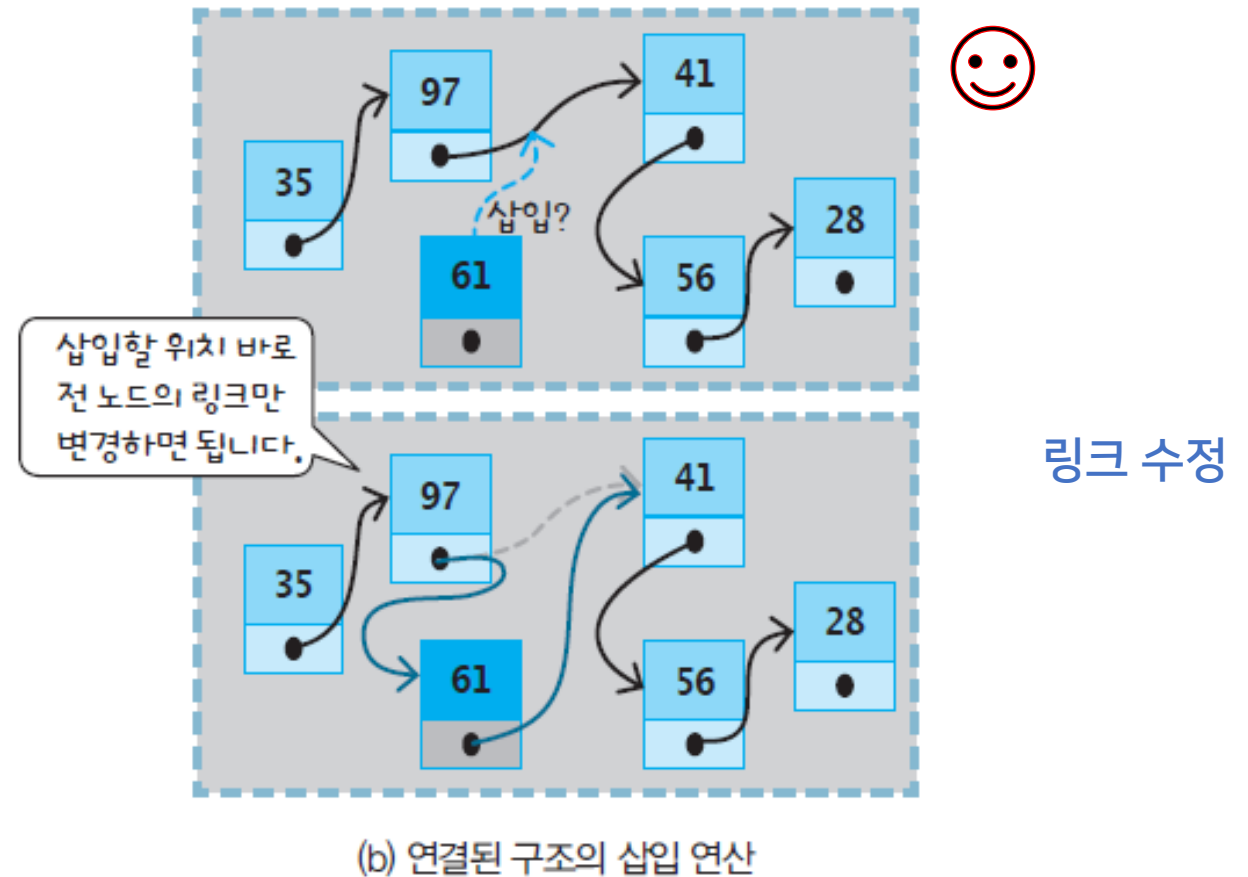 97
41
35
28
삽입?
61
56
삽입할 위치 바로
전 노드의 링크만
변경하면 됩니다.
97
41
링크 수정
35
28
61
56
(b) 연결된 구조의 삽입 연산